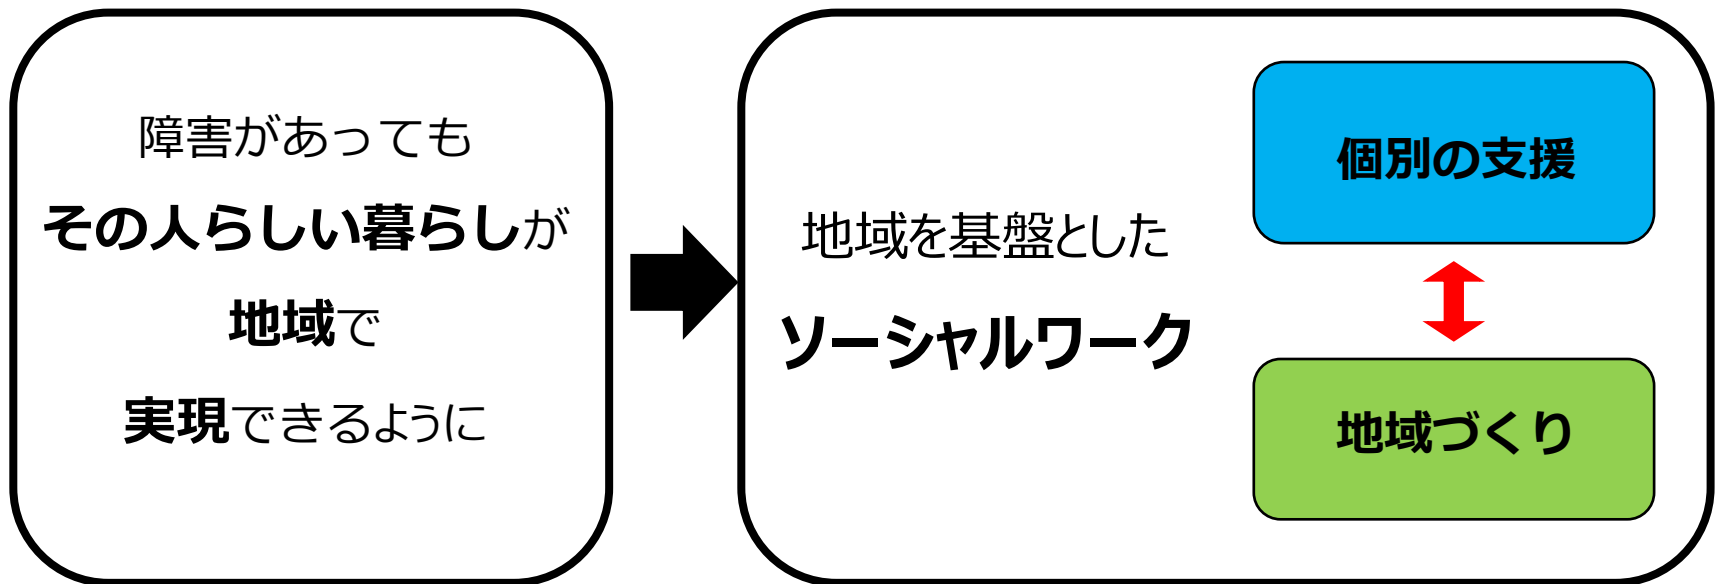 障害があっても
その人らしい暮らしが
地域で
実現できるように
地域を基盤とした
ソーシャルワーク
個別の支援
地域づくり